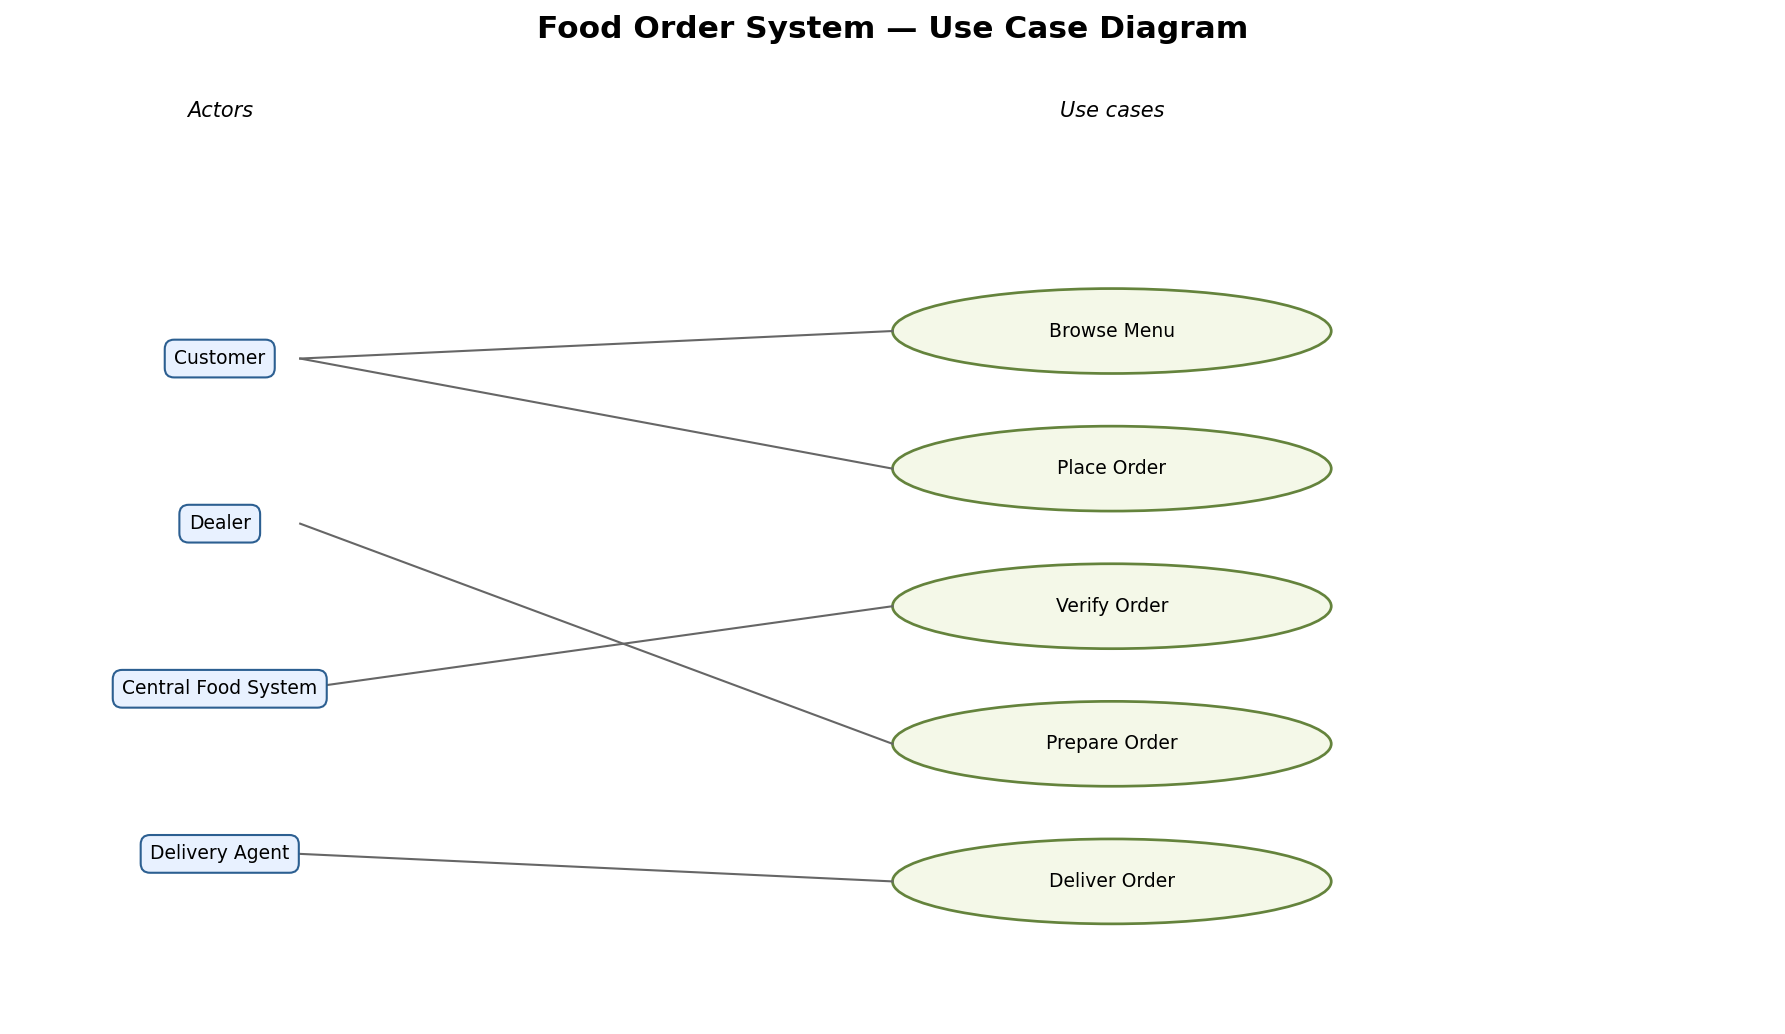 Food Order System — Use Case Diagram
Actors
Use cases
Customer
Dealer
Central Food System
Delivery Agent
Browse Menu
Place Order
Verify Order
Prepare Order
Deliver Order